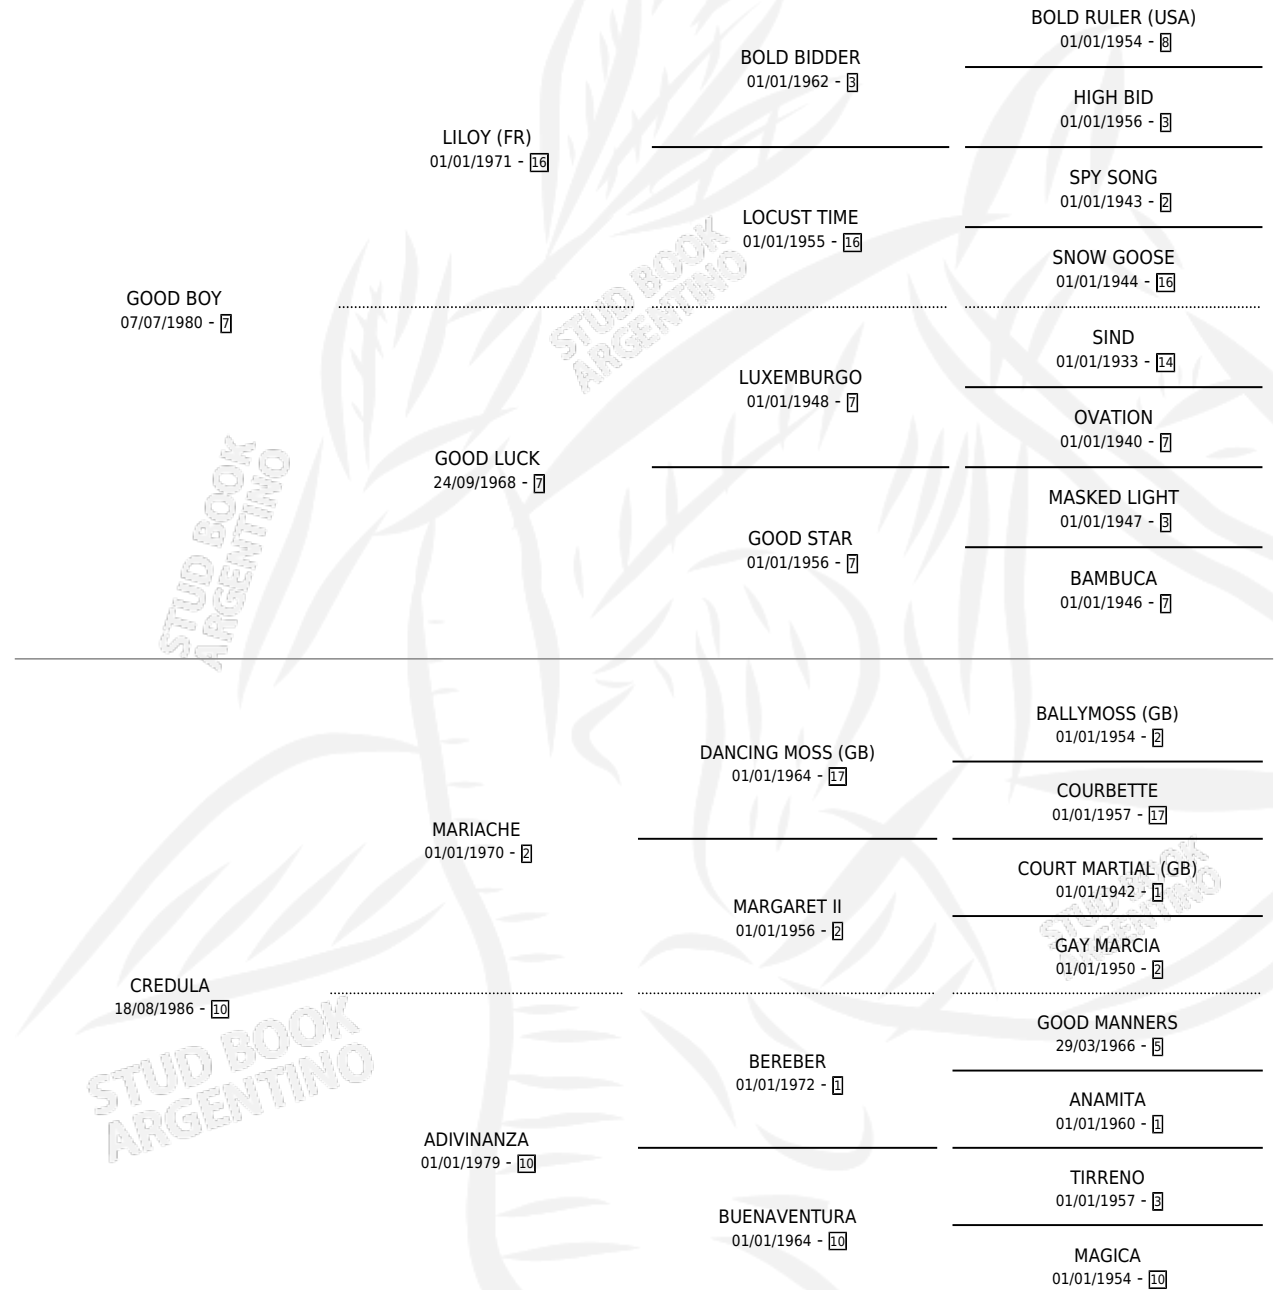 BOLD RULER (USA)
01/01/1954 - 8
BOLD BIDDER
01/01/1962 - 3
HIGH BID
01/01/1956 - 3
LILOY (FR)
01/01/1971 - 16
SPY SONG
01/01/1943 - 2
LOCUST TIME
01/01/1955 - 16
SNOW GOOSE
01/01/1944 - 16
GOOD BOY
07/07/1980 - 7
SIND
01/01/1933 - 14
LUXEMBURGO
01/01/1948 - 7
OVATION
01/01/1940 - 7
GOOD LUCK
24/09/1968 - 7
MASKED LIGHT
01/01/1947 - 3
GOOD STAR
01/01/1956 - 7
BAMBUCA
01/01/1946 - 7
STUD BOOK
ARGENTINO
STUD BOOK
ARGENTINO
BALLYMOSS (GB)
01/01/1954 - 2
DANCING MOSS (GB)
01/01/1964 - 17
COURBETTE
01/01/1957 - 17
MARIACHE
01/01/1970 - 2
COURT MARTIAL (GB)
01/01/1942 - 1
MARGARET II
01/01/1956 - 2
GAY MARCIA
01/01/1950 - 2
CREDULA
18/08/1986 - 10
GOOD MANNERS
29/03/1966 - 5
BEREBER
01/01/1972 - 1
ANAMITA
01/01/1960 - 1
ADIVINANZA
01/01/1979 - 10
TIRRENO
01/01/1957 - 3
BUENAVENTURA
01/01/1964 - 10
MAGICA
01/01/1954 - 10
STUD BOOK
ARGENTINO
STUD BOOK
ARGENTINO